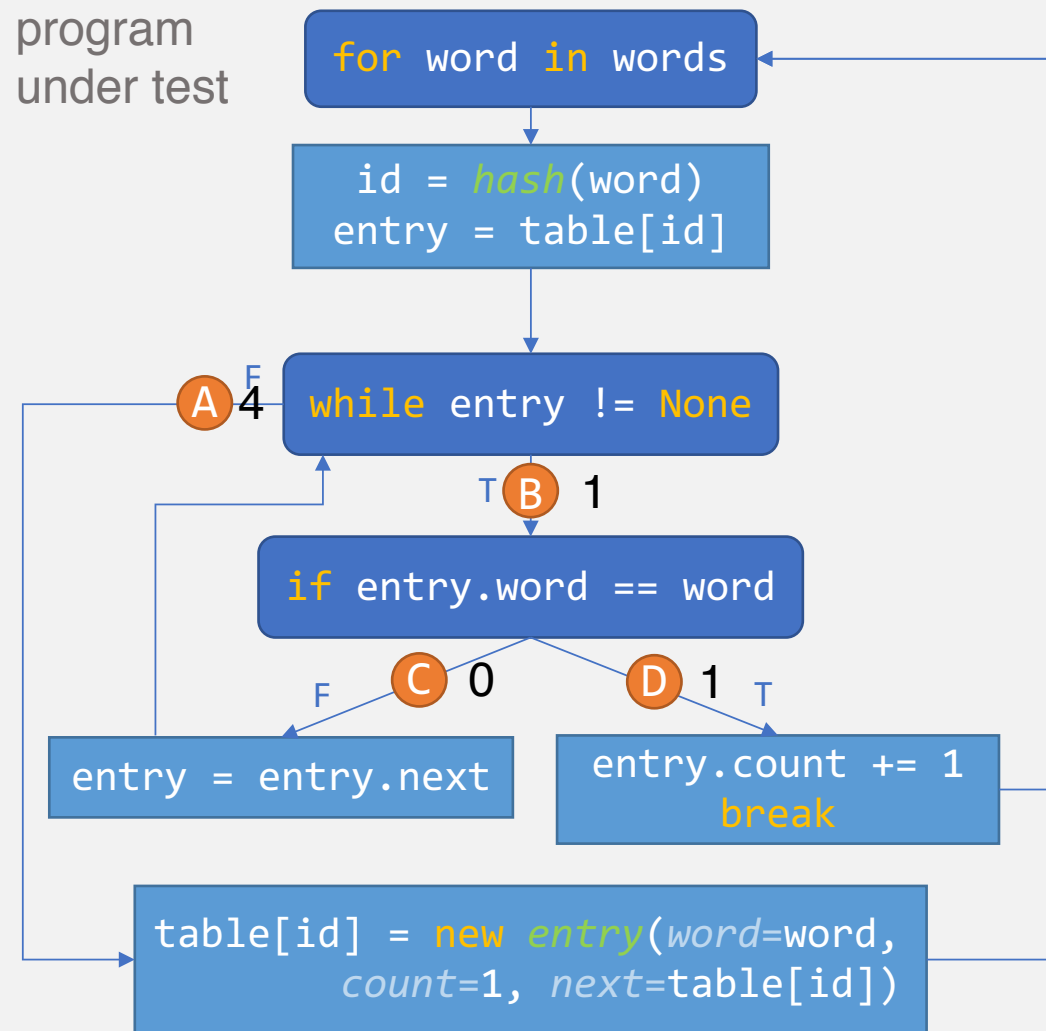 program
under test
for word in words
id = hash(word)
entry = table[id]
F
A 4
while entry != None
T B 1
if entry.word == word
F C 0
D 1 T
entry = entry.next
entry.count += 1
break
table[id] = new entry(word=word,
count=1, next=table[id])